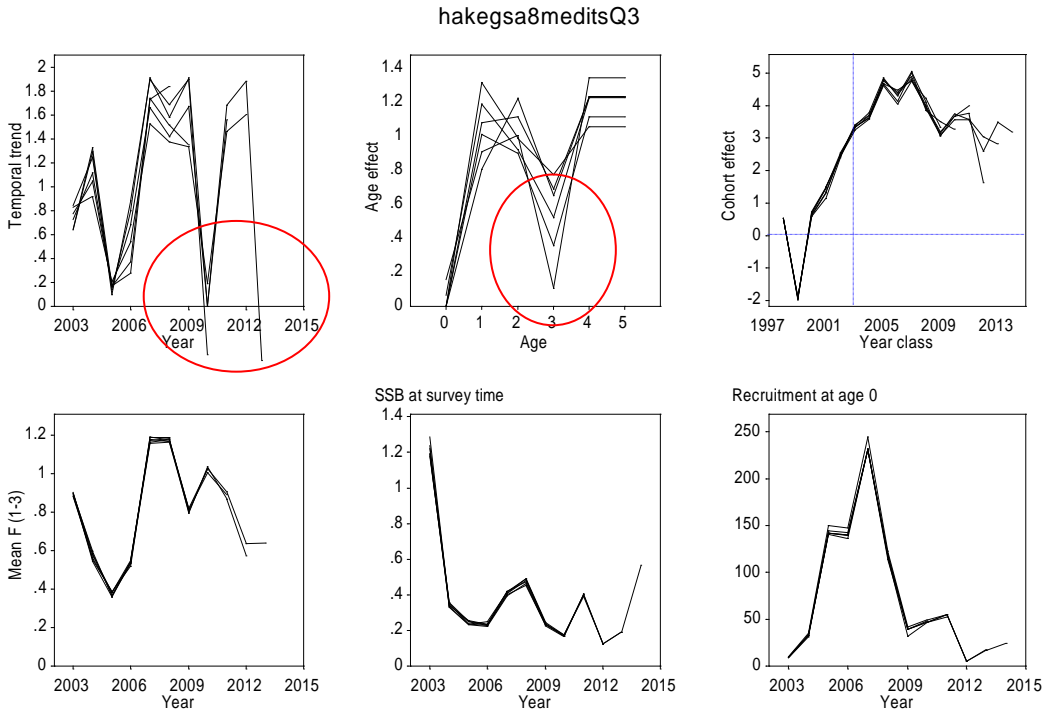 hakegsa8meditsQ3
Temporal trend
2
1.8
1.6
1.4
1.2
1
.8
.6
.4
.2
0
2003 2006 2009 2012 2015
Year
Age effect
1.4
1.2
1
.8
.6
.4
.2
0
0 1 2 3 4 5
Age
Cohort effect
5
4
3
2
1
0
-1
-2
1997 2001 2005 2009 2013
Year class
Mean F (1-3)
1.2
1
.8
.6
.4
.2
0
2003 2006 2009 2012 2015
Year
SSB at survey time
1.4
1.2
1
.8
.6
.4
.2
0
2003 2006 2009 2012 2015
Year
Recruitment at age 0
250
200
150
100
50
0
2003 2006 2009 2012 2015
Year